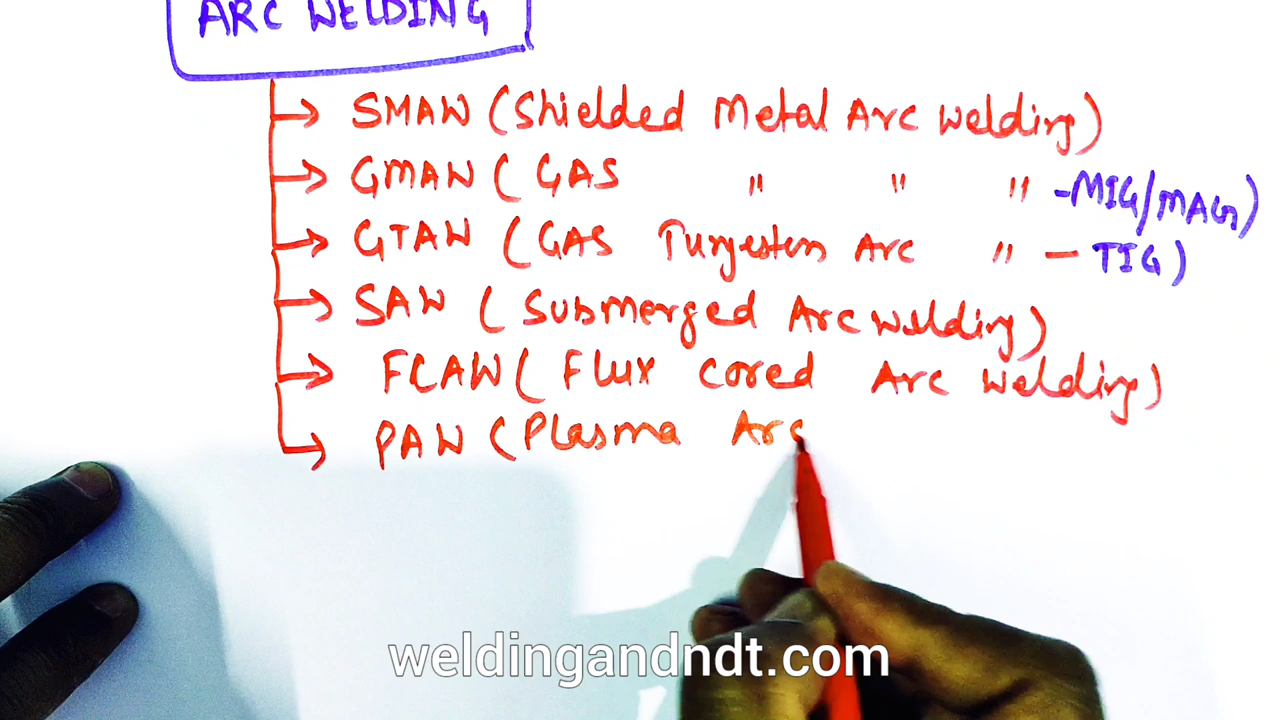 ARC WELDING
SMAW (Shielded Metal Arc Welding)
GMAW ( GAS " " " -MIG/MAG)
GTAW (GAS Tungesten Arc " - TIG)
SAW (Submerged Arc welding)
FCAW (Flux cored Arc welding)
PAW (Plasma Arc
weldingandndt.com